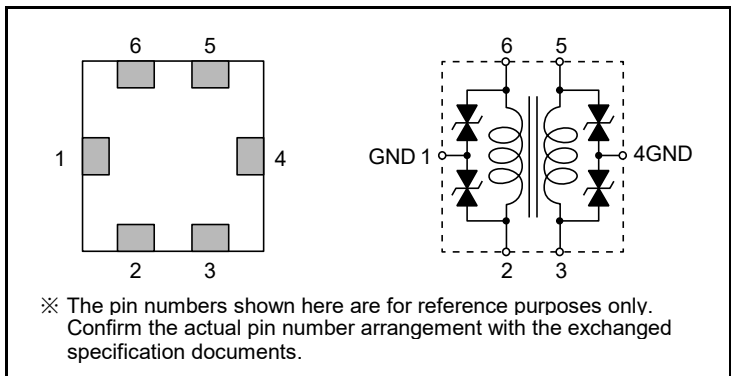 6 5
1
4
2 3
6 5
GND 1
4GND
2 3
※ The pin numbers shown here are for reference purposes only.
Confirm the actual pin number arrangement with the exchanged
specification documents.